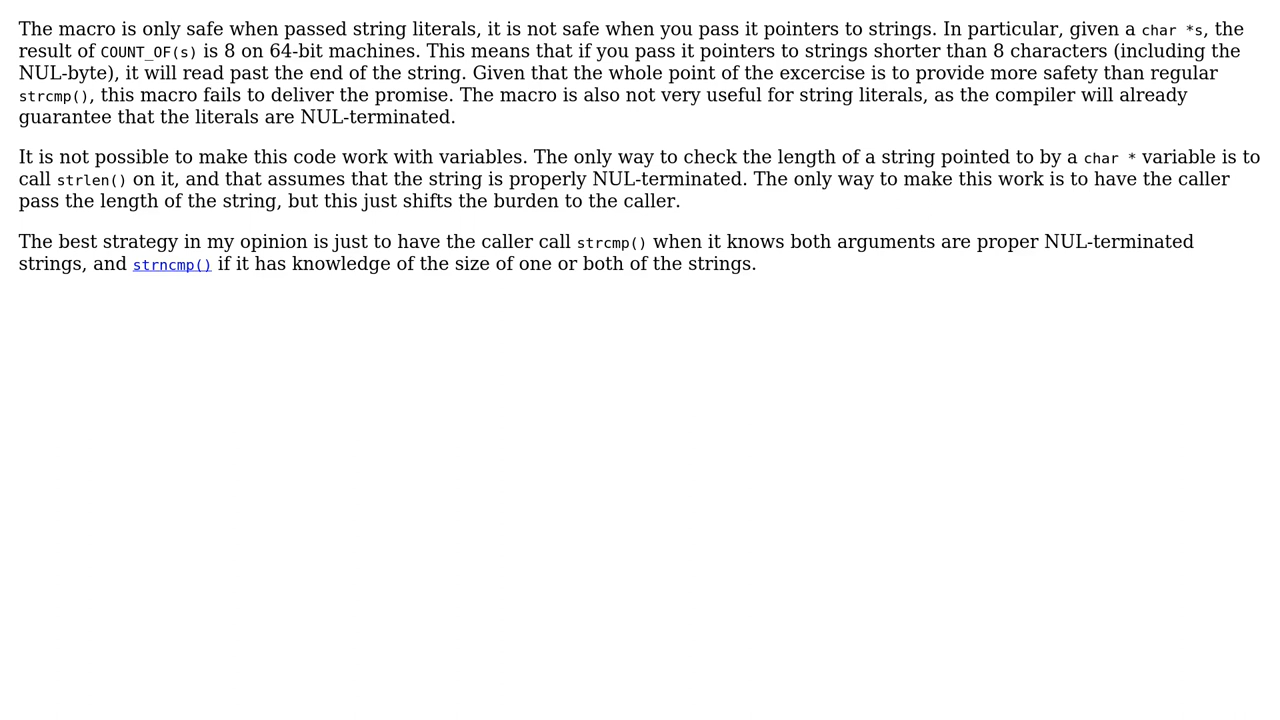 The macro is only safe when passed string literals, it is not safe when you pass it pointers to strings. In particular, given a char *s, the
result of COUNT_OF(s) is 8 on 64-bit machines. This means that if you pass it pointers to strings shorter than 8 characters (including the
NUL-byte), it will read past the end of the string. Given that the whole point of the excercise is to provide more safety than regular
strcmp(), this macro fails to deliver the promise. The macro is also not very useful for string literals, as the compiler will already
guarantee that the literals are NUL-terminated.
It is not possible to make this code work with variables. The only way to check the length of a string pointed to by a char * variable is to
call strlen() on it, and that assumes that the string is properly NUL-terminated. The only way to make this work is to have the caller
pass the length of the string, but this just shifts the burden to the caller.
The best strategy in my opinion is just to have the caller call strcmp() when it knows both arguments are proper NUL-terminated
strings, and strncmp() if it has knowledge of the size of one or both of the strings.